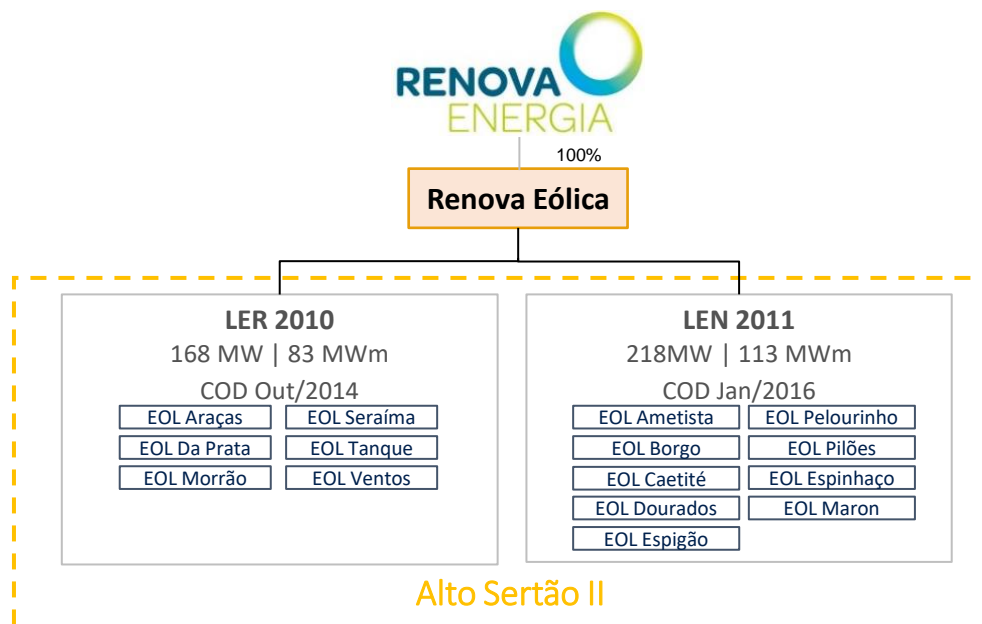 RENOVA
ENERGIA
100%
Renova Eólica
LER 2010
168 MW | 83 MWm
COD Out/2014
EOL Araças
EOL Seraíma
EOL Da Prata
EOL Tanque
EOL Morrão
EOL Ventos
LEN 2011
218MW | 113 MWm
COD Jan/2016
EOL Ametista
EOL Pelourinho
EOL Borgo
EOL Pilões
EOL Caetité
EOL Espinhaço
EOL Dourados
EOL Maron
EOL Espigão
Alto Sertão II